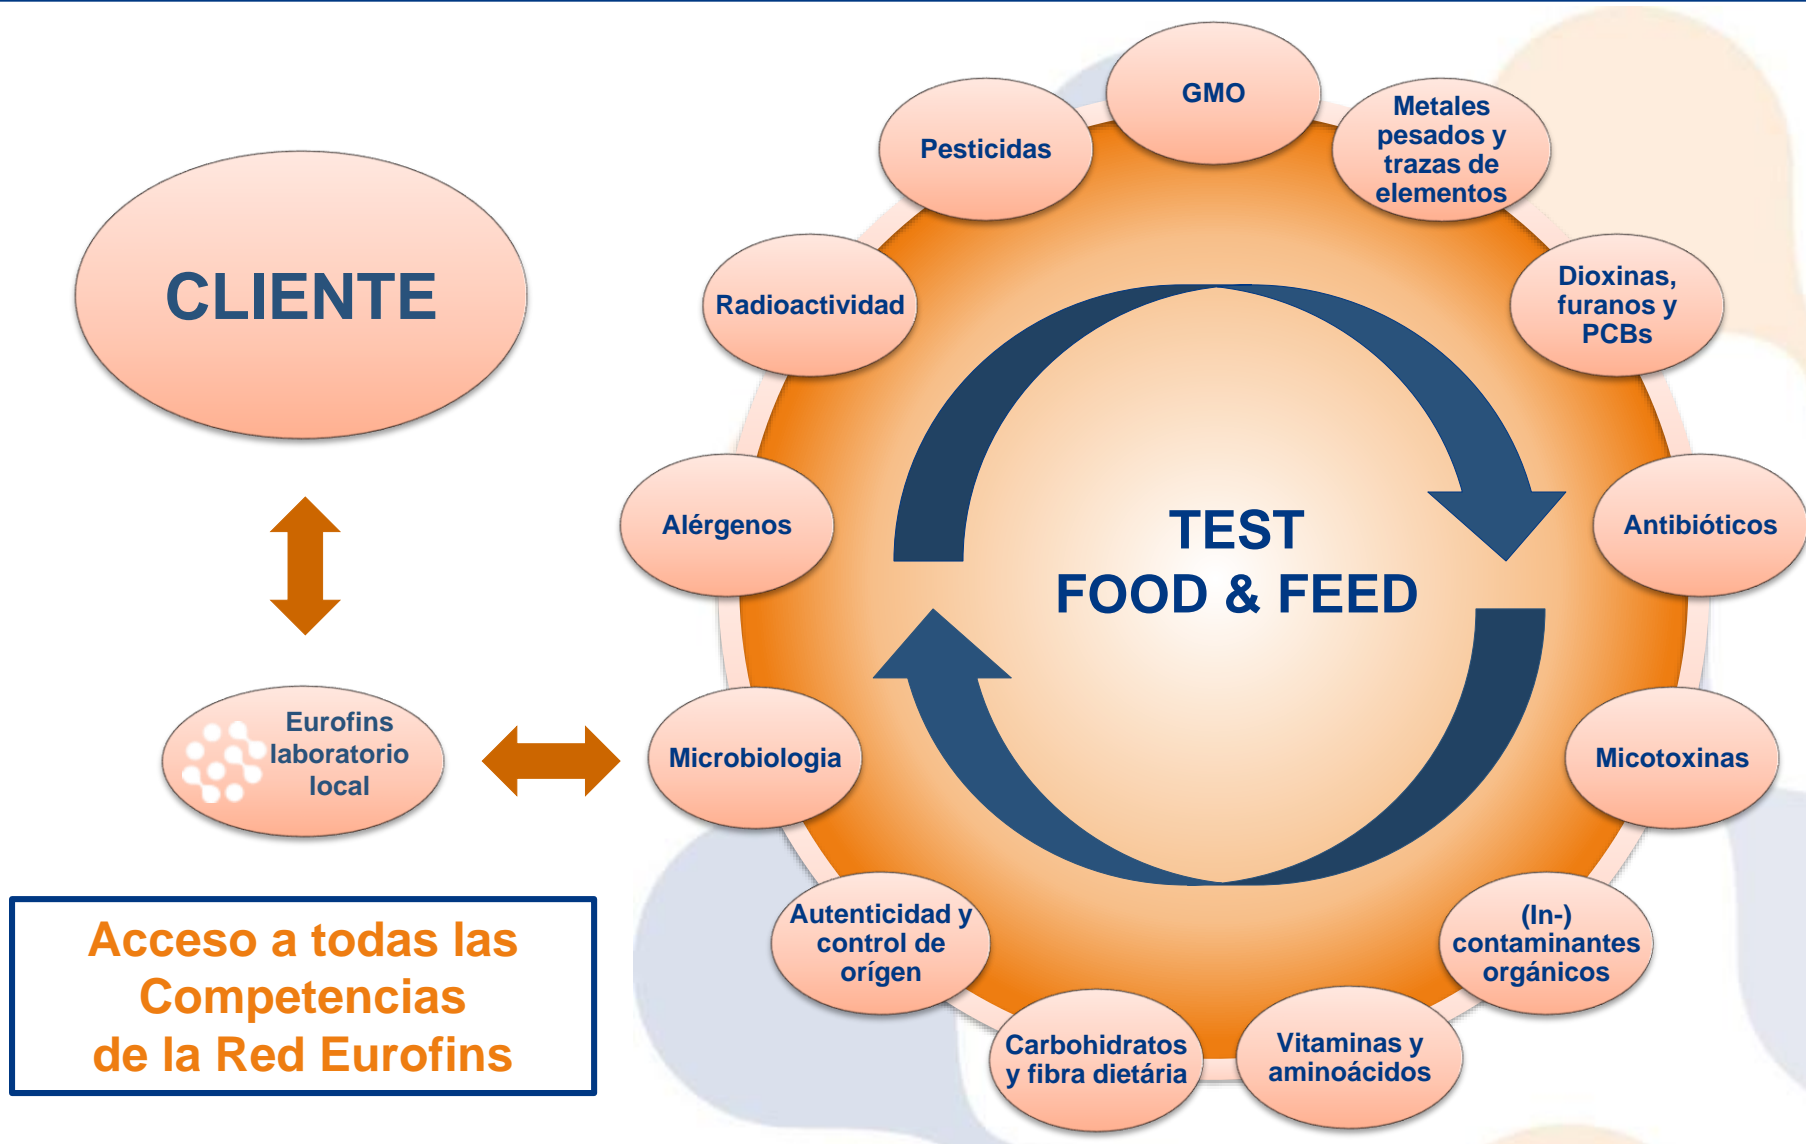 CLIENTE
Eurofins
laboratorio
local
Acceso a todas las
Competencias
de la Red Eurofins
TEST
FOOD & FEED
GMO
Metales
pesados y
trazas de
elementos
Dioxinas,
furanos y
PCBs
Antibióticos
Micotoxinas
(In-)
contaminantes
orgánicos
Vitaminas y
aminoácidos
Carbohidratos
y fibra dietária
Autenticidad y
control de
orígen
Microbiologia
Alérgenos
Radioactividad
Pesticidas